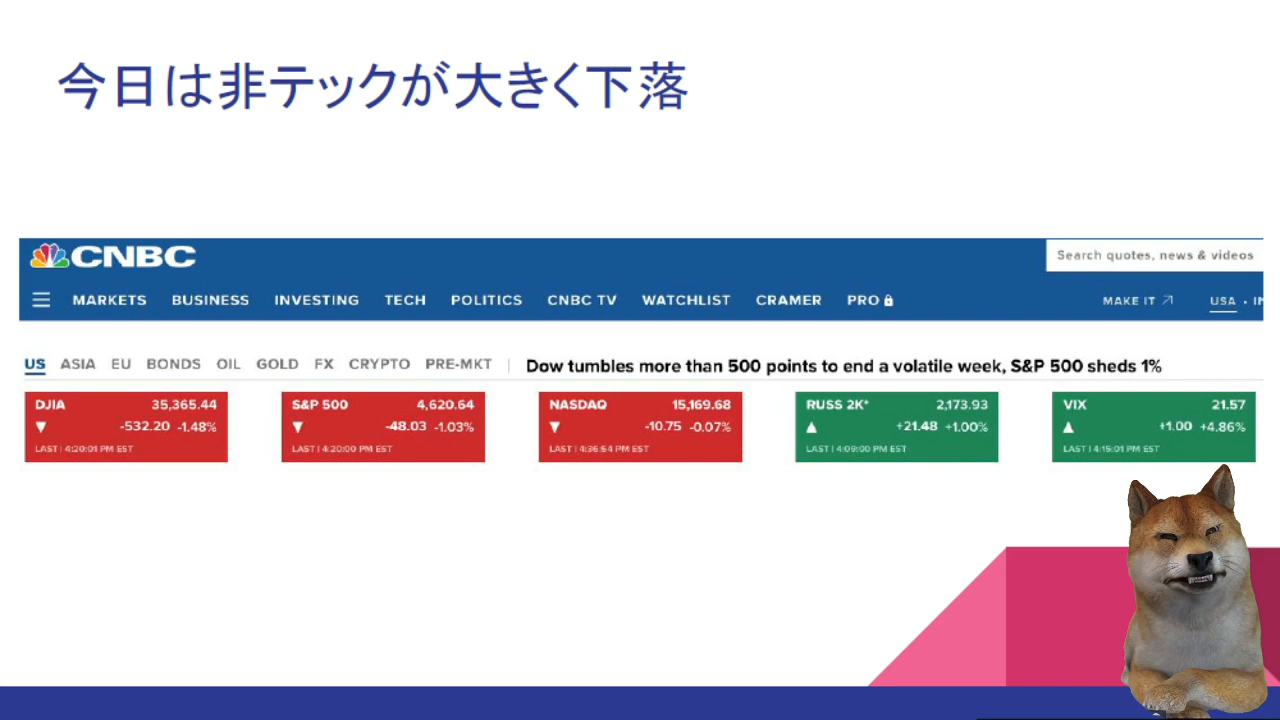 今日は非テックが大きく下落
CNBC
Search quotes, news & videos
MARKETS BUSINESS INVESTING TECH POLITICS CNBC TV WATCHLIST CRAMER PRO MAKE IT USA •
US ASIA EU BONDS OIL GOLD FX CRYPTO PRE-MKT | Dow tumbles more than 500 points to end a volatile week, S&P 500 sheds 1%
DJIA 35,365.44
▼ -532.20 -1.48%
LAST | 4:20:01 PM EST
S&P 500 4,620.64
▼ -48.03 -1.03%
LAST | 4:20:00 PM EST
NASDAQ 15,169.68
▼ -10.75 -0.07%
LAST | 4:36:54 PM EST
RUSS 2K* 2,173.93
▲ +21.48 +1.00%
LAST | 4:09:00 PM EST
VIX 21.57
▲ +1.00 +4.86%
LAST | 4:15:01 PM EST